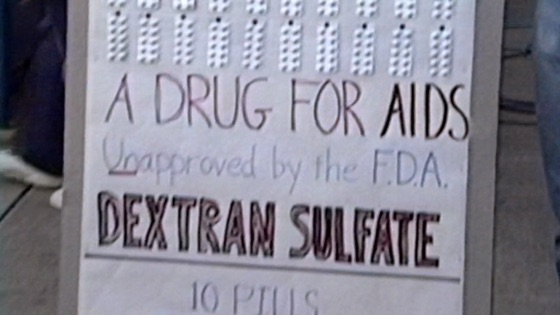 A DRUG FOR AIDS
Unapproved by the F.D.A.
DEXTRAN SULFATE
10 PILLS